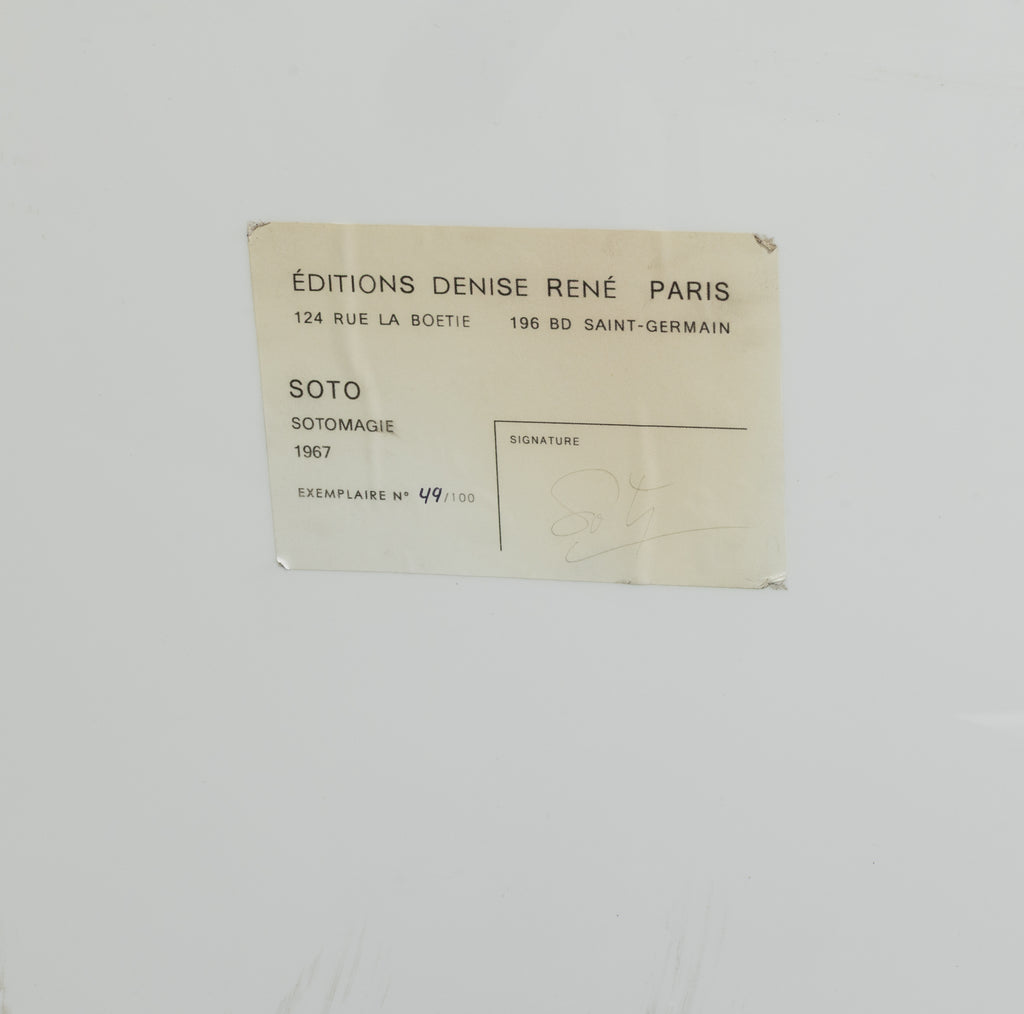 ÉDITIONS DENISE RENÉ PARIS
124 RUE LA BOETIE 196 BD SAINT-GERMAIN
SOTO
SOTOMAGIE
1967
SIGNATURE
EXEMPLAIRE N° 49/100
Soto